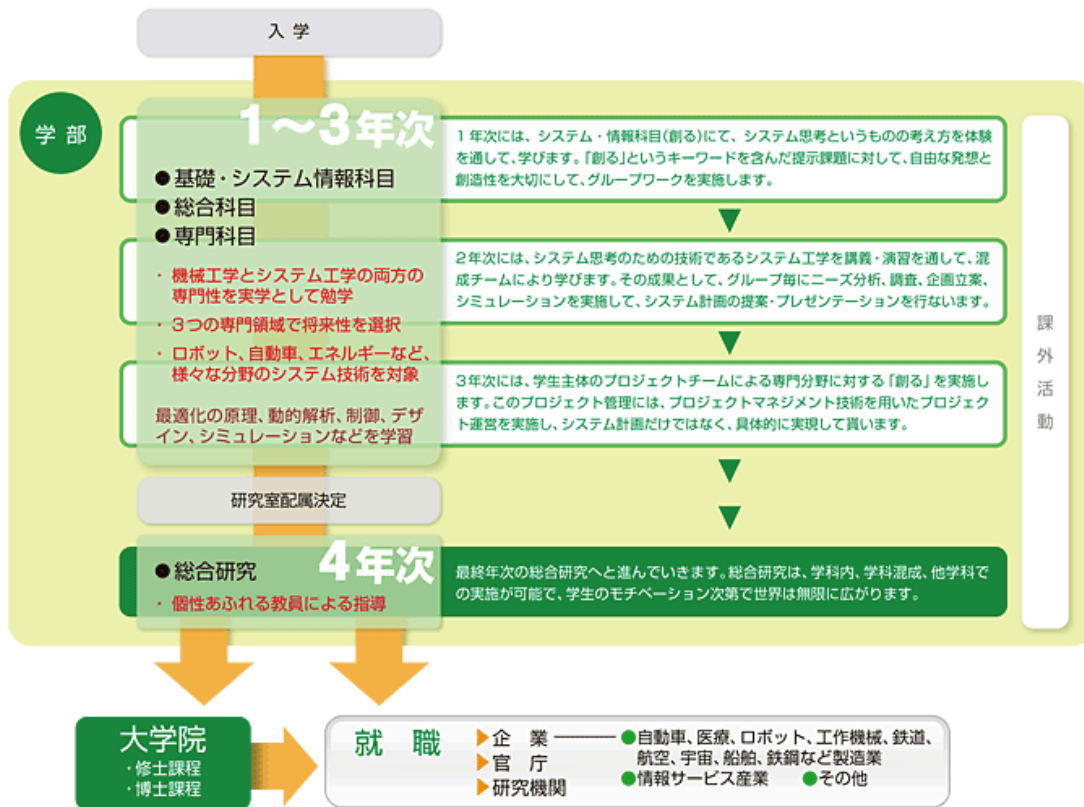 入学
学部
1〜3年次
●基礎・システム情報科目
●総合科目
●専門科目
・機械工学とシステム工学の両方の
専門性を実学として勉学
・3つの専門領域で将来性を選択
・ロボット、自動車、エネルギーなど、
様々な分野のシステム技術を対象
最適化の原理、動的解析、制御、デザ
イン、シミュレーションなどを学習
1年次には、システム・情報科目(創る)にて、システム思考というものの考え方を体験
を通して、学びます。「創る」というキーワードを含んだ提示課題に対して、自由な発想と
創造性を大切にして、グループワークを実施します。
2年次には、システム思考のための技術であるシステム工学を講義・演習を通して、混
成チームにより学びます。その成果として、グループ毎にニーズ分析、調査、企画立案、
シミュレーションを実施して、システム計画の提案・プレゼンテーションを行ないます。
3年次には、学生主体のプロジェクトチームによる専門分野に対する「創る」を実施し
ます。このプロジェクト管理には、プロジェクトマネジメント技術を用いたプロジェク
ト運営を実施し、システム計画だけではなく、具体的に実現して貰います。
課外活動
研究室配属決定
4年次
●総合研究
・個性あふれる教員による指導
最終年次の総合研究へと進んでいきます。総合研究は、学科内、学科混成、他学科で
の実施が可能で、学生のモチベーション次第で世界は無限に広がります。
大学院
・修士課程
・博士課程
就職
▶企業
▶官庁
▶研究機関
●自動車、医療、ロボット、工作機械、鉄道、
航空、宇宙、船舶、鉄鋼など製造業
●情報サービス産業 ●その他